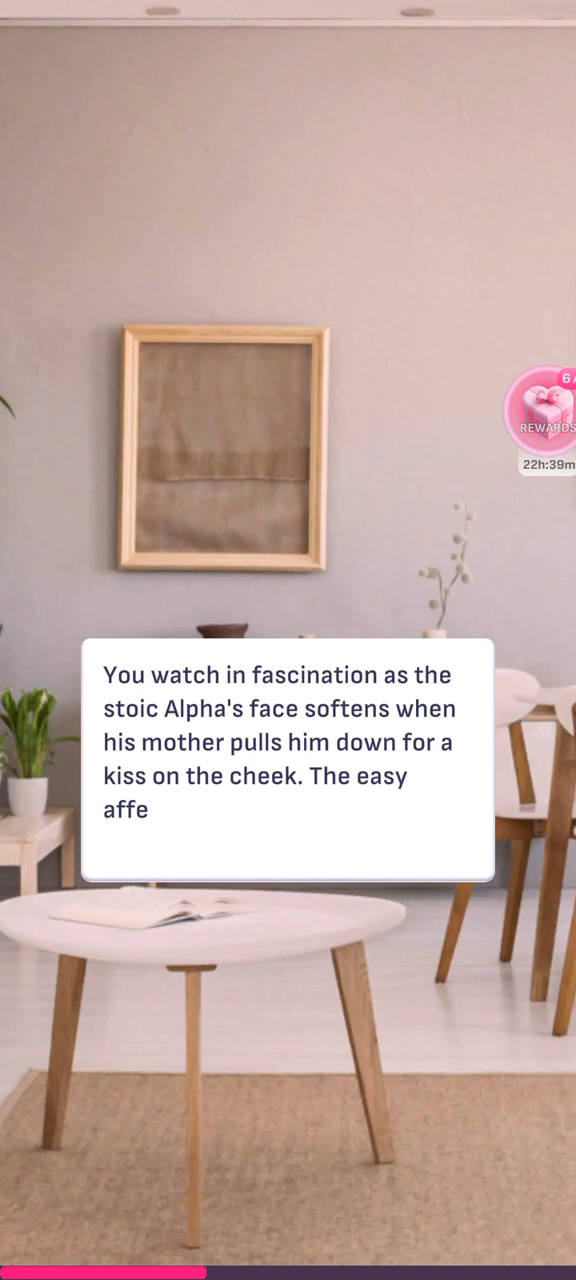 6/
REWARDS
22h:39m
You watch in fascination as the
stoic Alpha's face softens when
his mother pulls him down for a
kiss on the cheek. The easy
affe